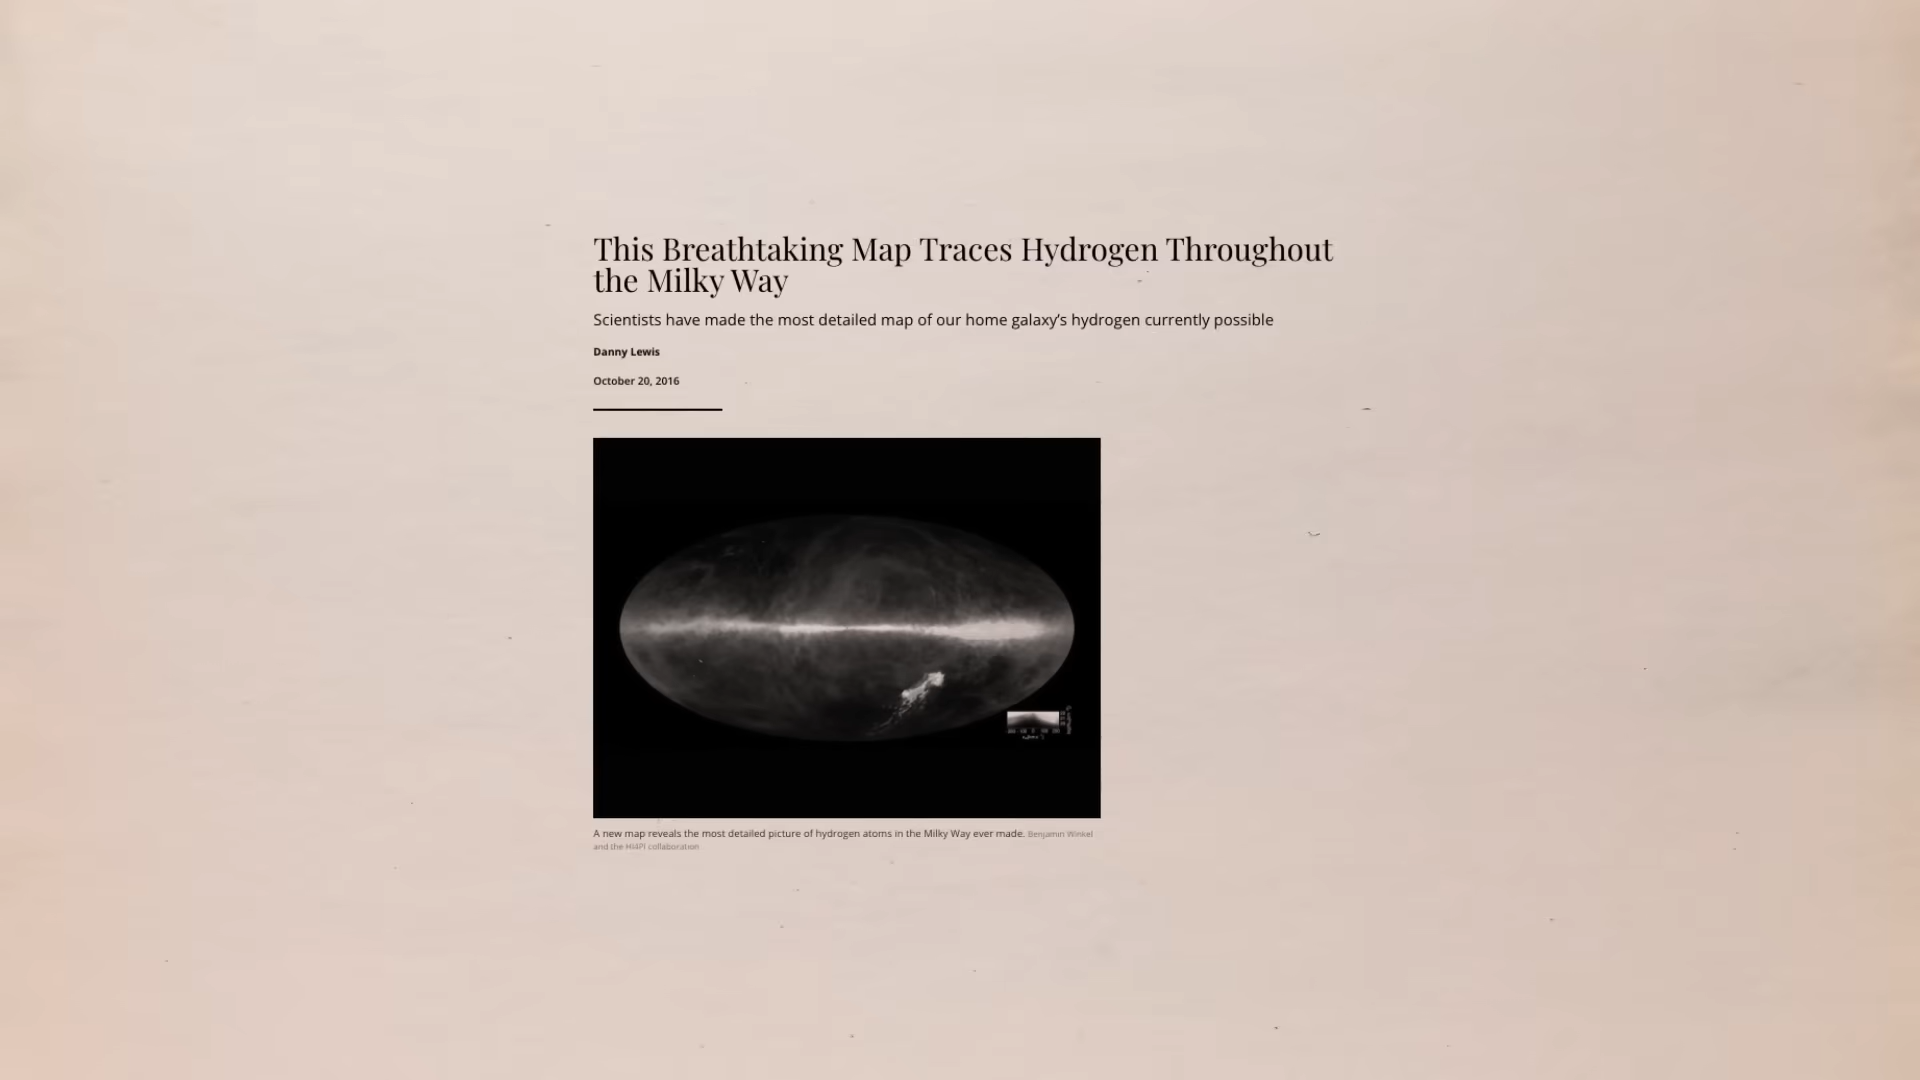 This Breathtaking Map Traces Hydrogen Throughout
the Milky Way
Scientists have made the most detailed map of our home galaxy’s hydrogen currently possible
Danny Lewis
October 20, 2016
A new map reveals the most detailed picture of hydrogen atoms in the Milky Way ever made. Benjamin Winkel
and the HI4PI collaboration